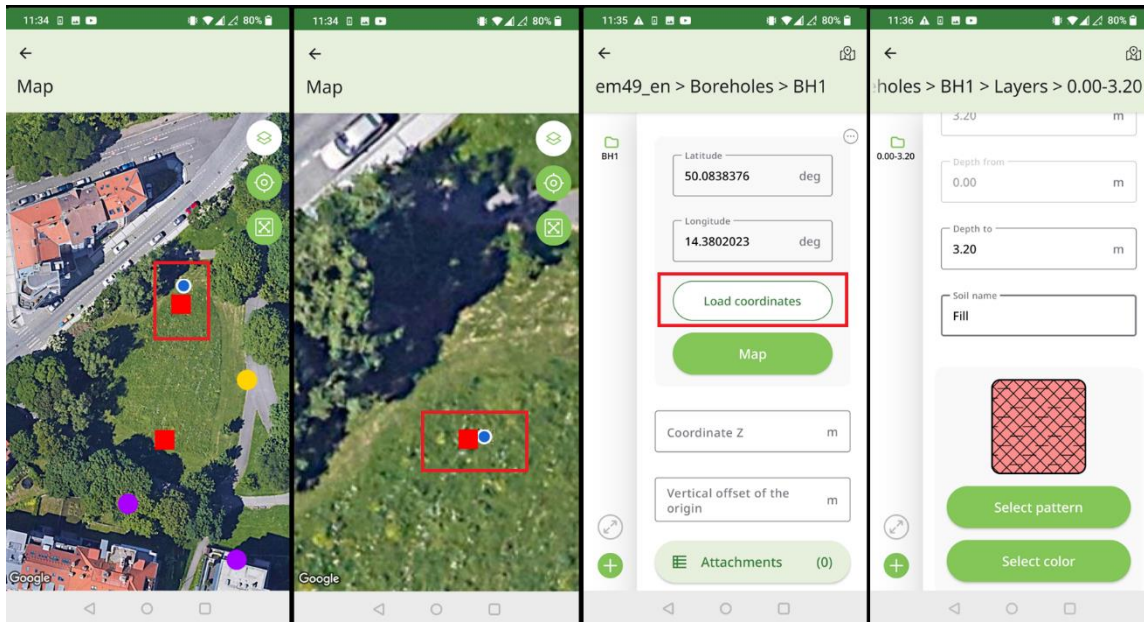 11:34
80%
Map
Google
11:34
80%
Map
Google
11:35
80%
em49_en > Boreholes > BH1
BH1
Latitude
50.0838376 deg
Longitude
14.3802023 deg
Load coordinates
Map
Coordinate Z m
Vertical offset of the
origin m
Attachments (0)
11:36
80%
holes > BH1 > Layers > 0.00-3.20
0.00-3.20
3.20 m
Depth from
0.00 m
Depth to
3.20 m
Soil name
Fill
Select pattern
Select color